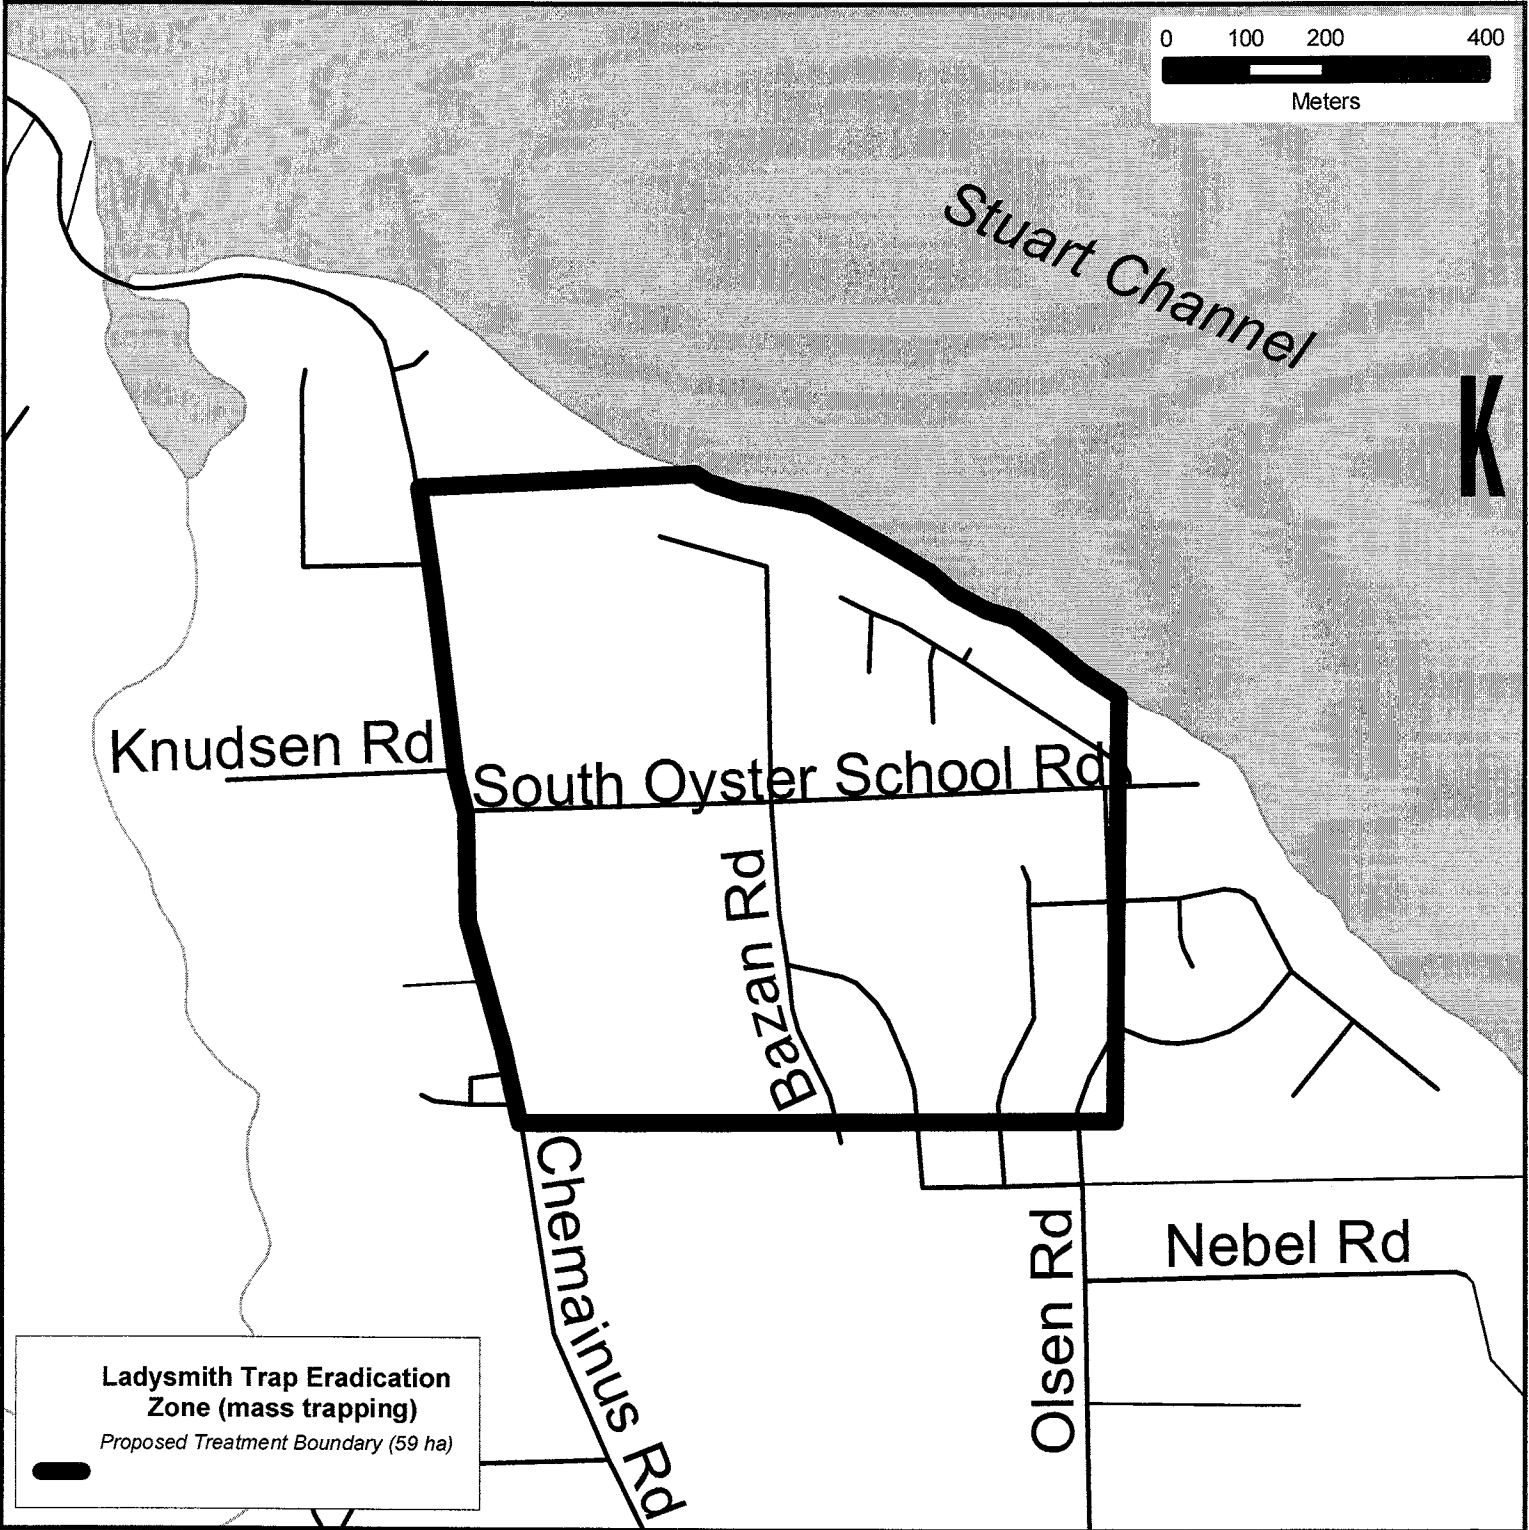 0 100 200 400
Meters
Stuart Channel
K
Knudsen Rd
South Oyster School Rd
Bazan Rd
Chemainus Rd
Olsen Rd
Nebel Rd
Ladysmith Trap Eradication
Zone (mass trapping)
Proposed Treatment Boundary (59 ha)